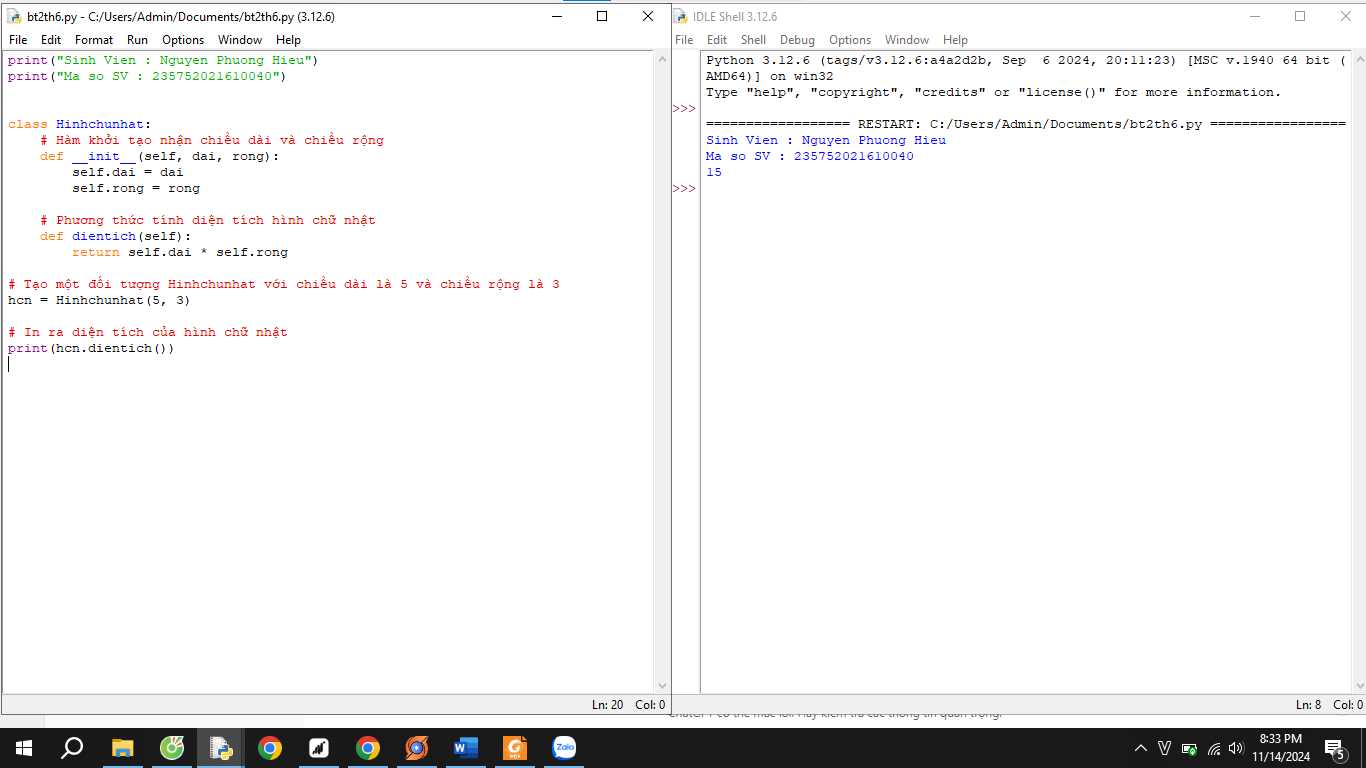 bt2th6.py - C:/Users/Admin/Documents/bt2th6.py (3.12.6)
File Edit Format Run Options Window Help
print("Sinh Vien : Nguyen Phuong Hieu")
print("Ma so SV : 235752021610040")
class Hinhchunhat:
# Hàm khởi tạo nhận chiều dài và chiều rộng
def __init__(self, dai, rong):
self.dai = dai
self.rong = rong
# Phương thức tính diện tích hình chữ nhật
def dientich(self):
return self.dai * self.rong
# Tạo một đối tượng Hinhchunhat với chiều dài là 5 và chiều rộng là 3
hcn = Hinhchunhat(5, 3)
# In ra diện tích của hình chữ nhật
print(hcn.dientich())
Ln: 20 Col: 0
IDLE Shell 3.12.6
File Edit Shell Debug Options Window Help
Python 3.12.6 (tags/v3.12.6:a4a2d2b, Sep  6 2024, 20:11:23) [MSC v.1940 64 bit (
AMD64)] on win32
Type "help", "copyright", "credits" or "license()" for more information.
>>>
================== RESTART: C:/Users/Admin/Documents/bt2th6.py =================
Sinh Vien : Nguyen Phuong Hieu
Ma so SV : 235752021610040
15
>>>
Ln: 8 Col: 0
Zalo
8:33 PM
11/14/2024
5